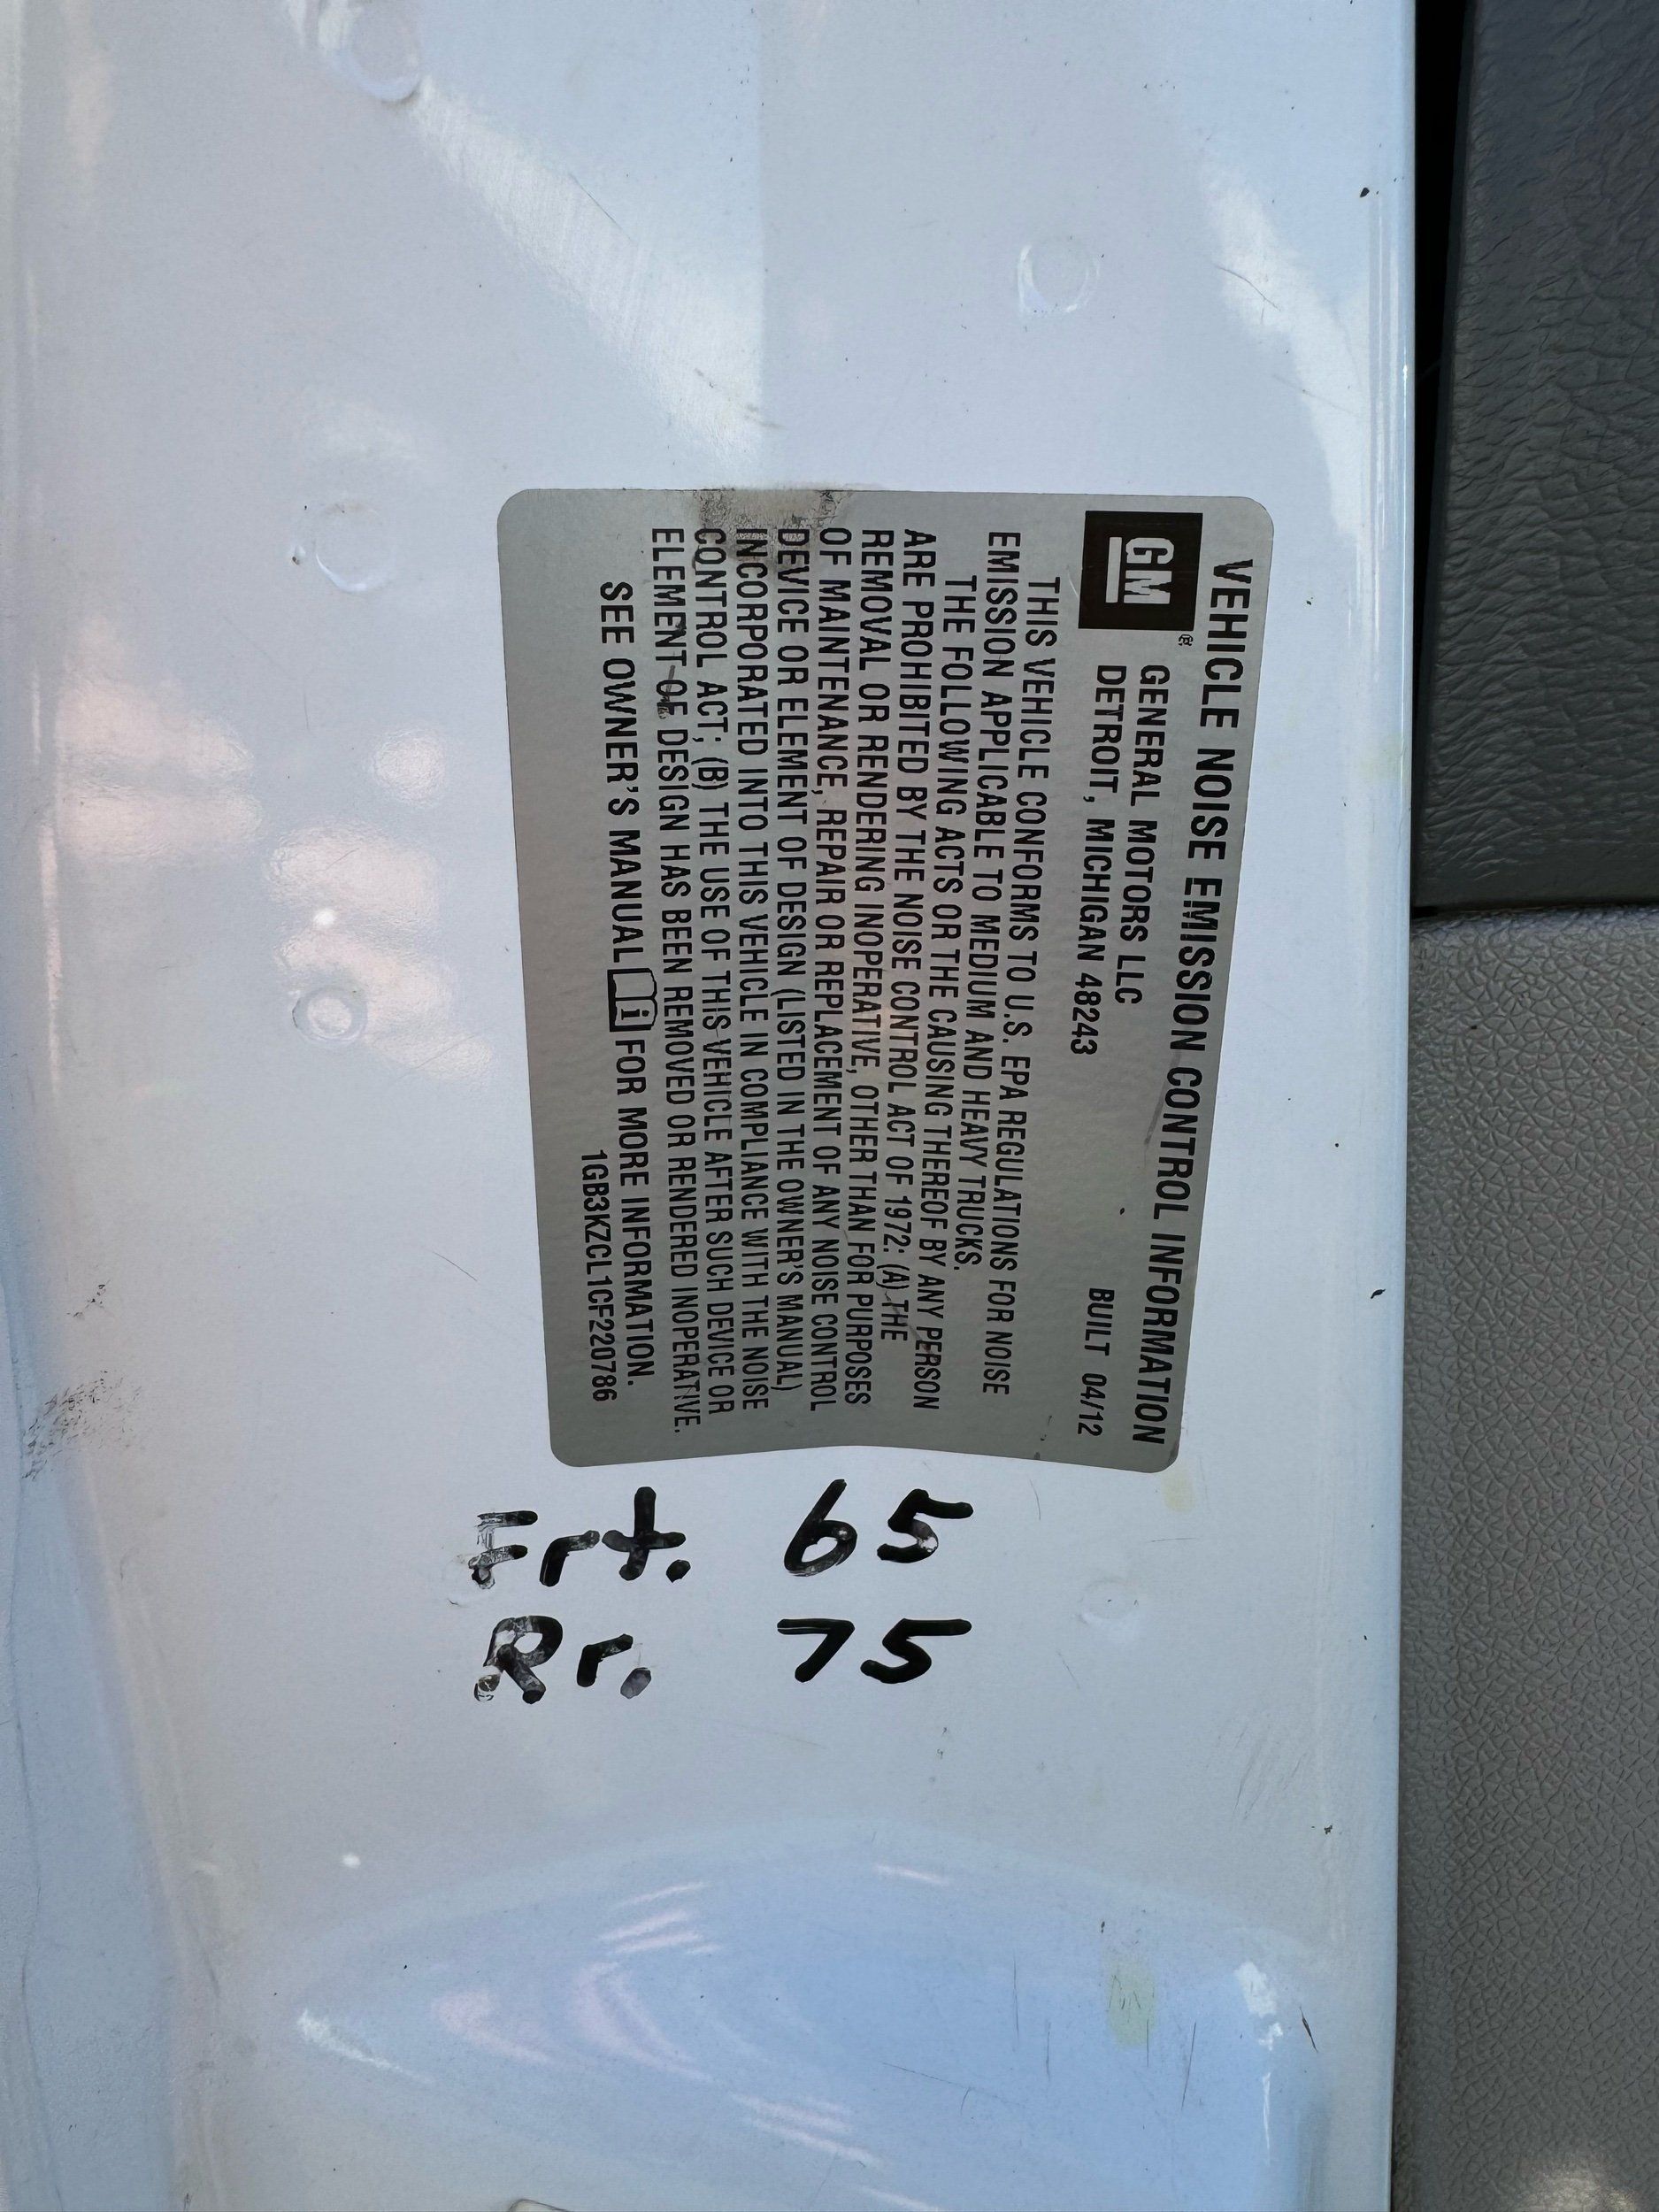 VEHICLE NOISE EMISSION CONTROL INFORMATION
GM®
GENERAL MOTORS LLC
DETROIT, MICHIGAN 48243 BUILT 04/12
THIS VEHICLE CONFORMS TO U.S. EPA REGULATIONS FOR NOISE
EMISSION APPLICABLE TO MEDIUM AND HEAVY TRUCKS.
THE FOLLOWING ACTS OR THE CAUSING THEREOF BY ANY PERSON
ARE PROHIBITED BY THE NOISE CONTROL ACT OF 1972: (A) THE
REMOVAL OR RENDERING INOPERATIVE, OTHER THAN FOR PURPOSES
OF MAINTENANCE, REPAIR OR REPLACEMENT OF ANY NOISE CONTROL
DEVICE OR ELEMENT OF DESIGN (LISTED IN THE OWNER'S MANUAL)
INCORPORATED INTO THIS VEHICLE IN COMPLIANCE WITH THE NOISE
CONTROL ACT; (B) THE USE OF THIS VEHICLE AFTER SUCH DEVICE OR
ELEMENT OF DESIGN HAS BEEN REMOVED OR RENDERED INOPERATIVE.
SEE OWNER'S MANUAL i FOR MORE INFORMATION.
1GB3KZCL1CF220786
Frt. 65
Rr. 75